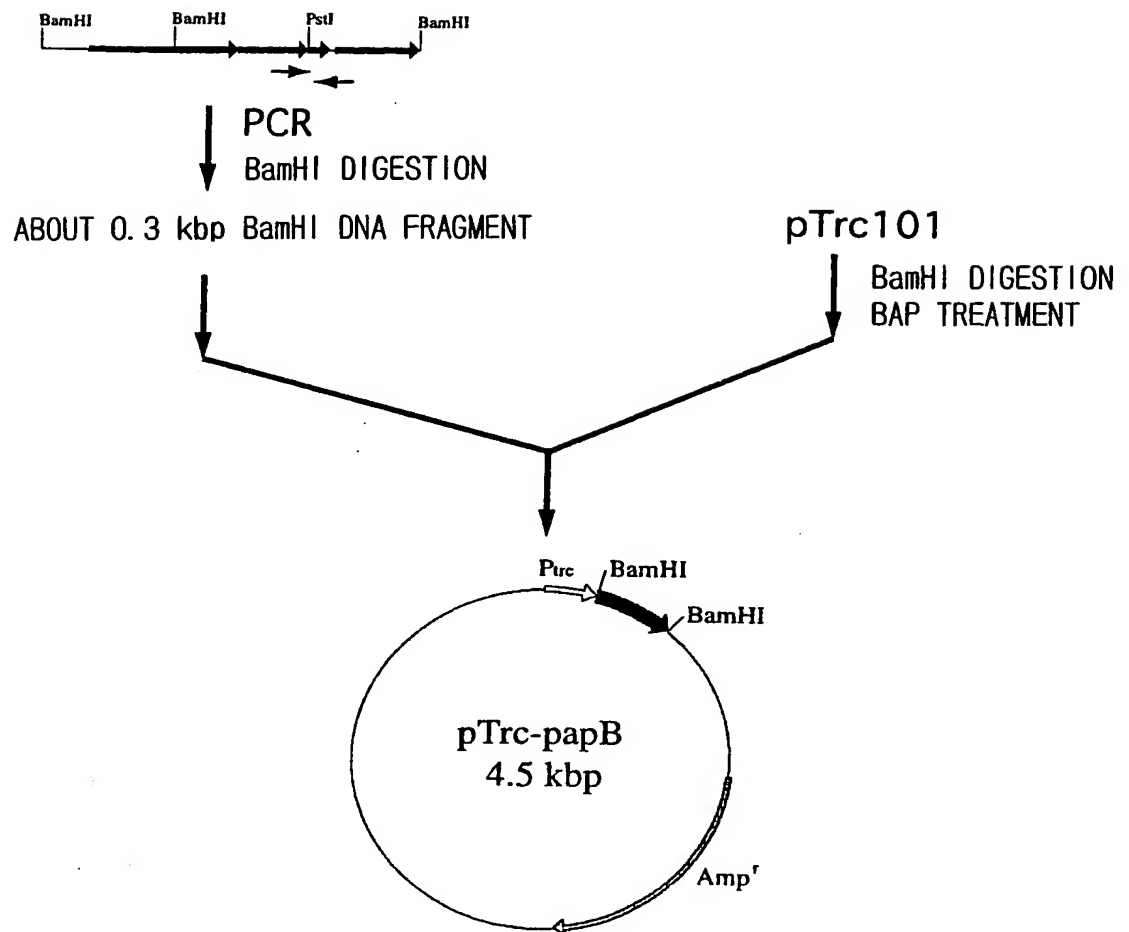 BamHI BamHI PstI BamHI
PCR
BamHI DIGESTION
ABOUT 0.3 kbp BamHI DNA FRAGMENT
pTrc101
BamHI DIGESTION
BAP TREATMENT
Ptrc BamHI
BamHI
pTrc-papB
4.5 kbp
Ampʳ